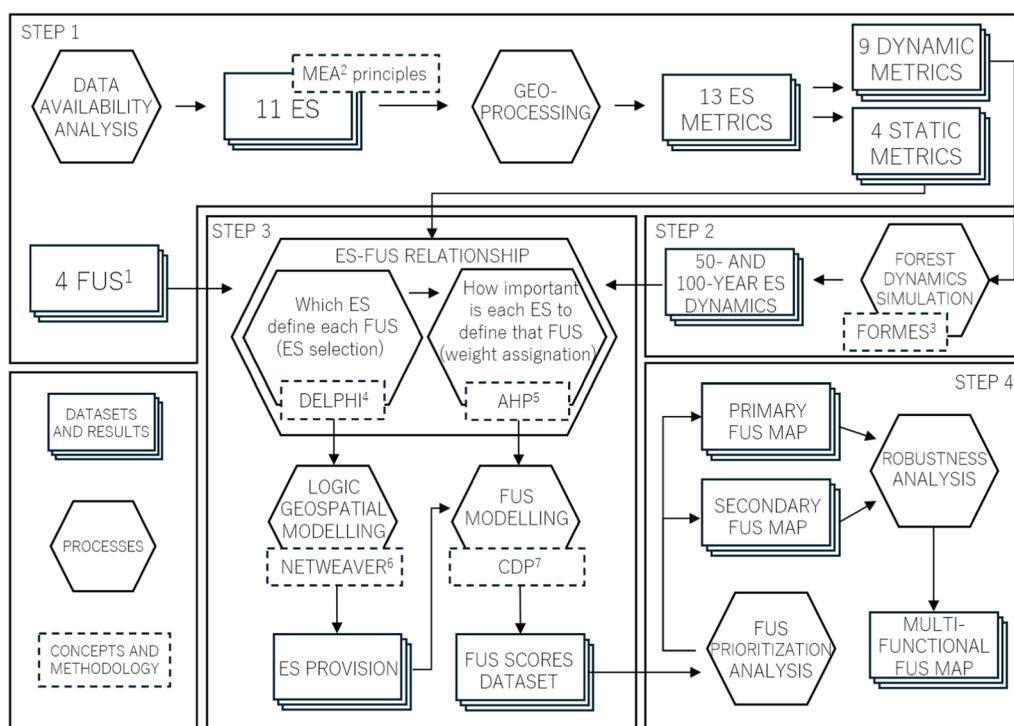 STEP 1
DATA
AVAILABILITY
ANALYSIS
11 ES
MEA² principles
GEO-
PROCESSING
13 ES
METRICS
9 DYNAMIC
METRICS
4 STATIC
METRICS
4 FUS¹
STEP 3
ES-FUS RELATIONSHIP
Which ES
define each FUS
(ES selection)
DELPHI⁴
How important
is each ES to
define that FUS
(weight assignation)
AHP⁵
STEP 2
50- AND
100-YEAR ES
DYNAMICS
FOREST
DYNAMICS
SIMULATION
FORMES³
DATASETS
AND RESULTS
PROCESSES
CONCEPTS AND
METHODOLOGY
LOGIC
GEOSPATIAL
MODELLING
NETWEAVER⁶
ES PROVISION
FUS
MODELLING
CDP⁷
FUS SCORES
DATASET
STEP 4
PRIMARY
FUS MAP
SECONDARY
FUS MAP
ROBUSTNESS
ANALYSIS
FUS
PRIORITIZATION
ANALYSIS
MULTI-
FUNCTIONAL
FUS MAP